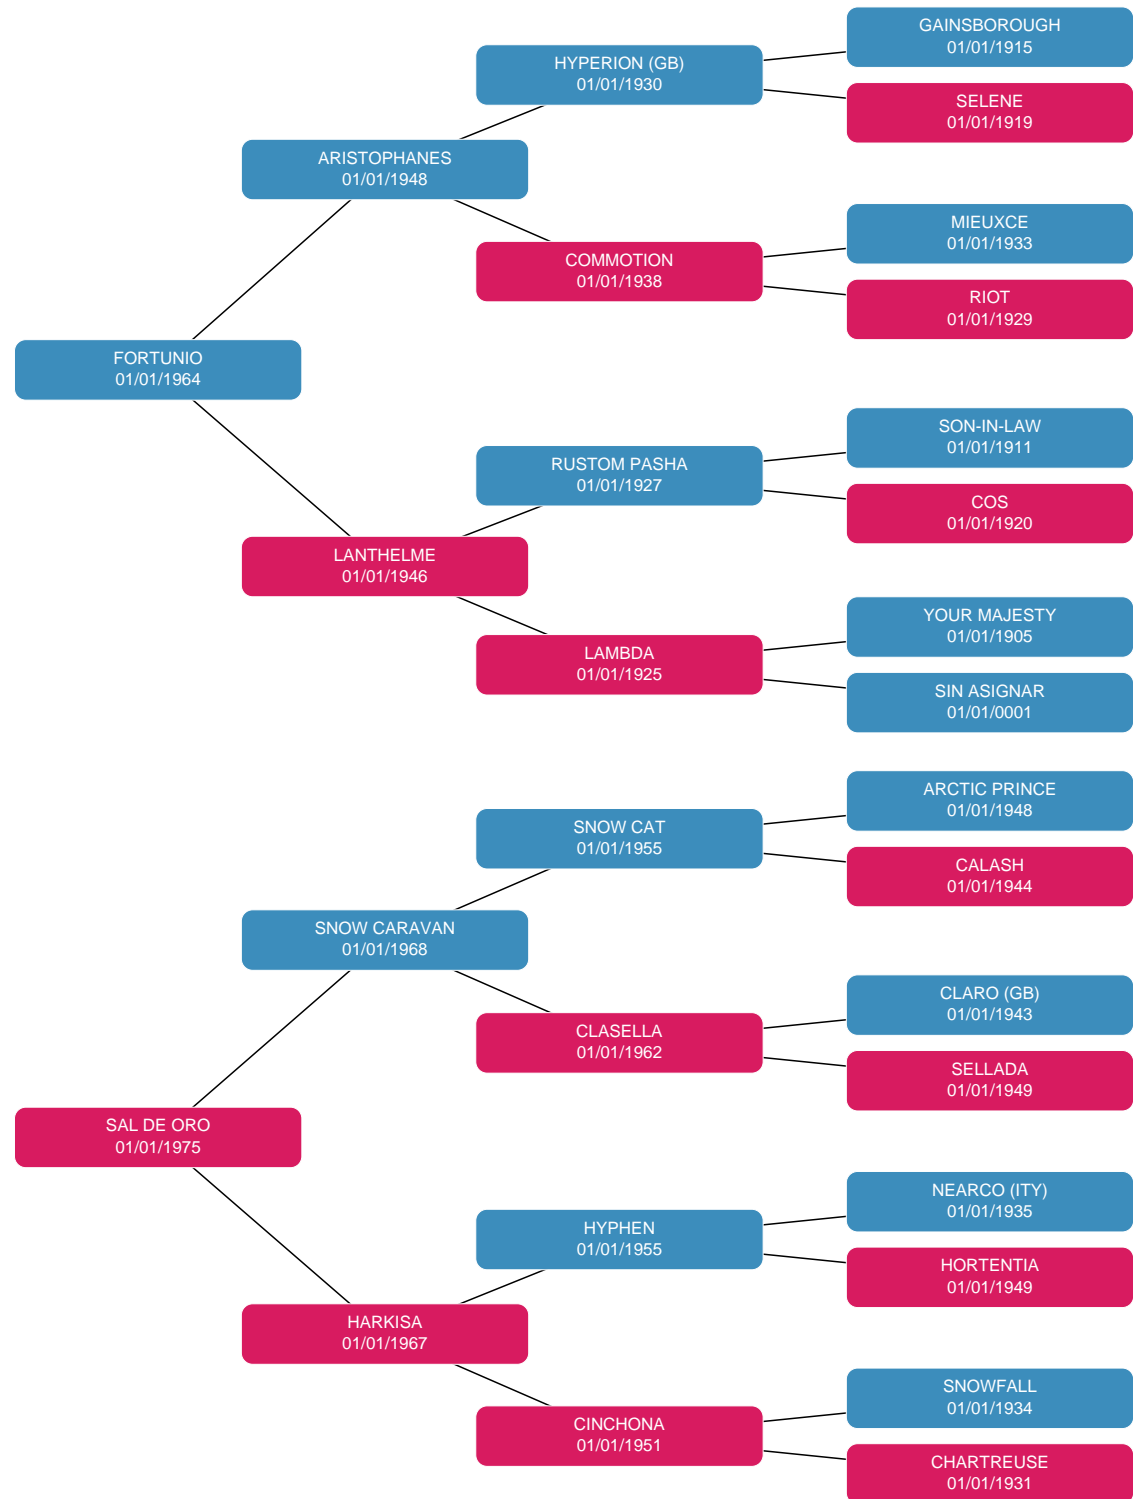 GAINSBOROUGH
01/01/1915
HYPERION (GB)
01/01/1930
SELENE
01/01/1919
ARISTOPHANES
01/01/1948
MIEUXCE
01/01/1933
COMMOTION
01/01/1938
RIOT
01/01/1929
FORTUNIO
01/01/1964
SON-IN-LAW
01/01/1911
RUSTOM PASHA
01/01/1927
COS
01/01/1920
LANTHELME
01/01/1946
YOUR MAJESTY
01/01/1905
LAMBDA
01/01/1925
SIN ASIGNAR
01/01/0001
ARCTIC PRINCE
01/01/1948
SNOW CAT
01/01/1955
CALASH
01/01/1944
SNOW CARAVAN
01/01/1968
CLARO (GB)
01/01/1943
CLASELLA
01/01/1962
SELLADA
01/01/1949
SAL DE ORO
01/01/1975
NEARCO (ITY)
01/01/1935
HYPHEN
01/01/1955
HORTENTIA
01/01/1949
HARKISA
01/01/1967
SNOWFALL
01/01/1934
CINCHONA
01/01/1951
CHARTREUSE
01/01/1931